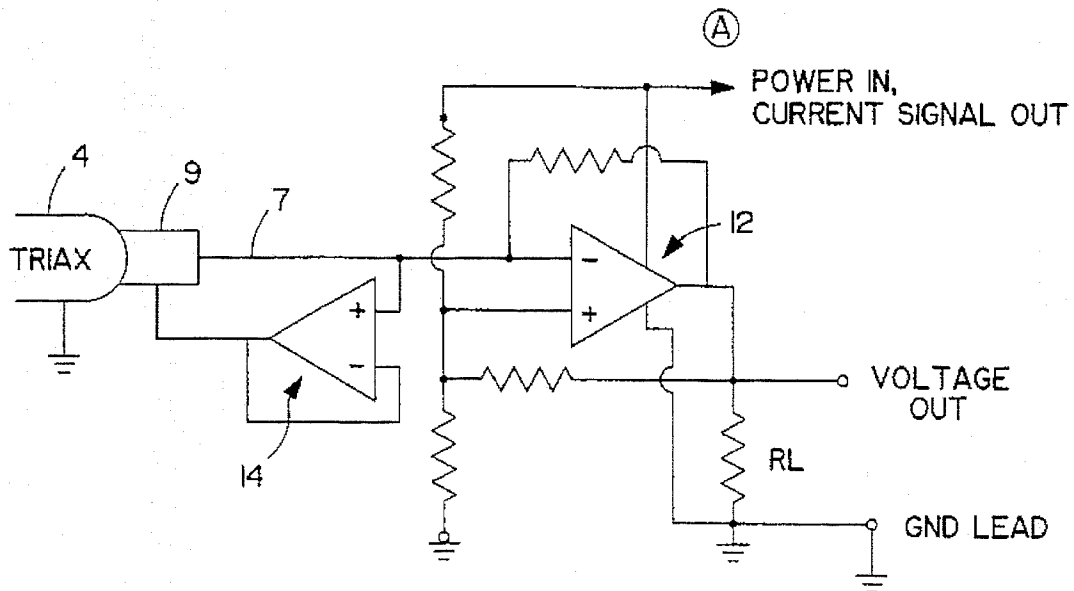 A
POWER IN,
CURRENT SIGNAL OUT
4
9
7
12
TRIAX
−
+
+
−
14
VOLTAGE
OUT
RL
GND LEAD